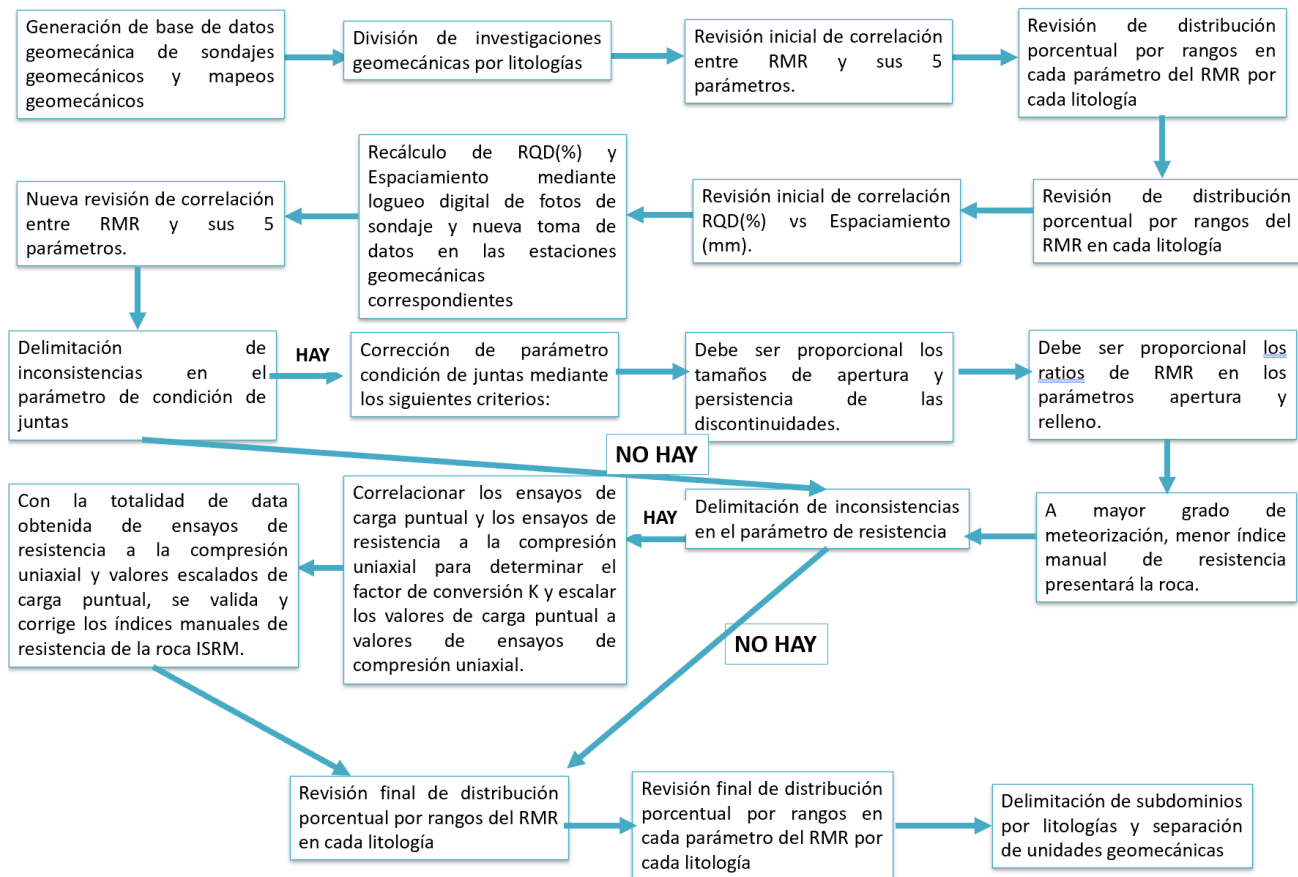 Generación de base de datos
geomecánica de sondajes
geomecánicos y mapeos
geomecánicos
División de investigaciones
geomecánicas por litologías
Revisión inicial de correlación
entre RMR y sus 5
parámetros.
Revisión de distribución
porcentual por rangos en
cada parámetro del RMR por
cada litología
Revisión de distribución
porcentual por rangos del
RMR en cada litología
Revisión inicial de correlación
RQD(%) vs Espaciamiento
(mm).
Recálculo de RQD(%) y
Espaciamiento mediante
logueo digital de fotos de
sondaje y nueva toma de
datos en las estaciones
geomecánicas
correspondientes
Nueva revisión de correlación
entre RMR y sus 5
parámetros.
Delimitación de
inconsistencias en el
parámetro de condición de
juntas
HAY
Corrección de parámetro
condición de juntas mediante
los siguientes criterios:
Debe ser proporcional los
tamaños de apertura y
persistencia de las
discontinuidades.
Debe ser proporcional los
ratios de RMR en los
parámetros apertura y
relleno.
NO HAY
A mayor grado de
meteorización, menor índice
manual de resistencia
presentará la roca.
Delimitación de inconsistencias
en el parámetro de resistencia
HAY
Correlacionar los ensayos de
carga puntual y los ensayos de
resistencia a la compresión
uniaxial para determinar el
factor de conversión K y escalar
los valores de carga puntual a
valores de ensayos de
compresión uniaxial.
Con la totalidad de data
obtenida de ensayos de
resistencia a la compresión
uniaxial y valores escalados de
carga puntual, se valida y
corrige los índices manuales de
resistencia de la roca ISRM.
NO HAY
Revisión final de distribución
porcentual por rangos del RMR
en cada litología
Revisión final de distribución
porcentual por rangos en
cada parámetro del RMR por
cada litología
Delimitación de subdominios
por litologías y separación
de unidades geomecánicas